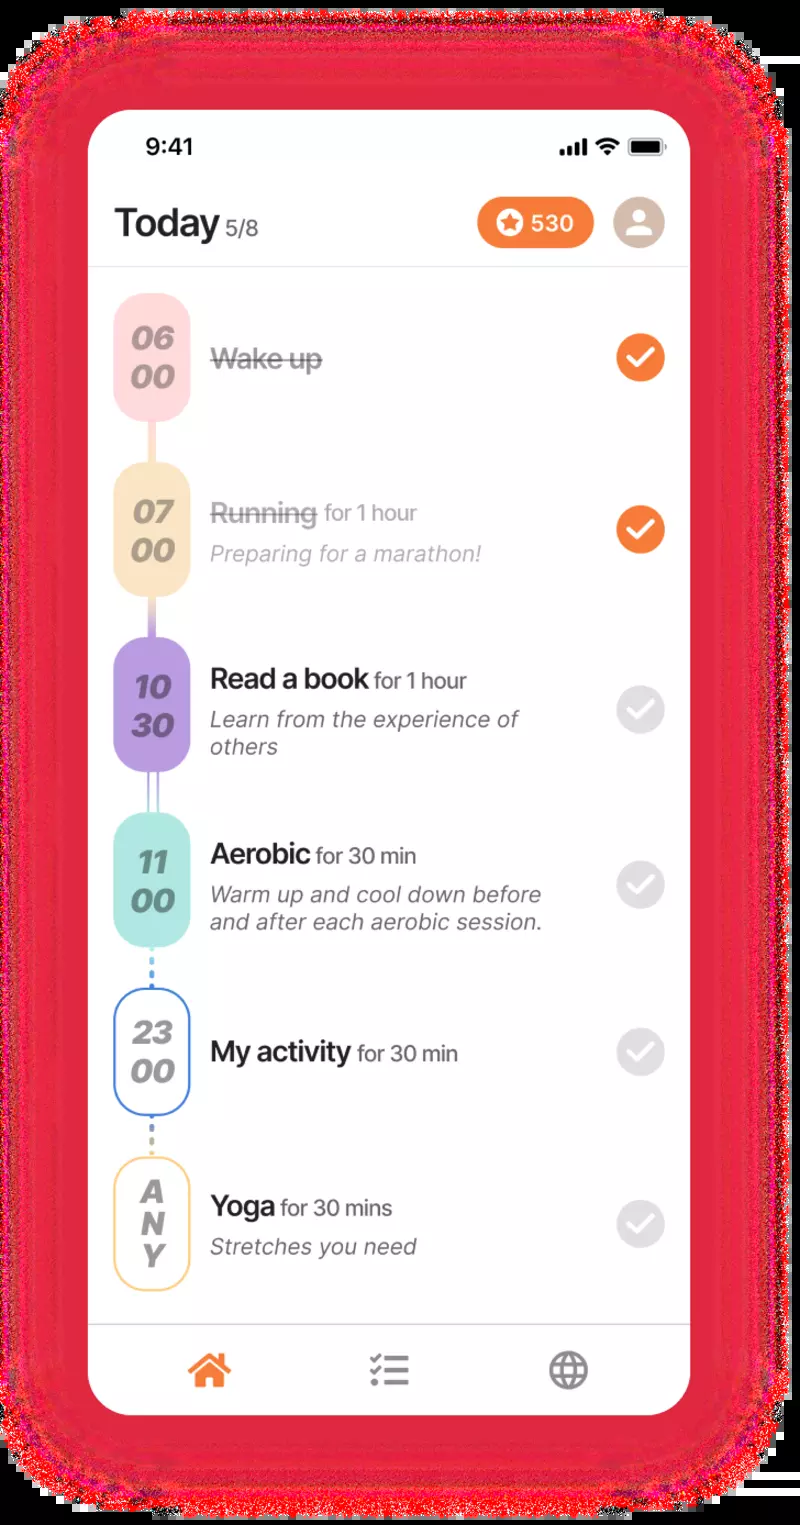 9:41
Today 5/8
530
06
00
Wake up
07
00
Running for 1 hour
Preparing for a marathon!
10
30
Read a book for 1 hour
Learn from the experience of
others
11
00
Aerobic for 30 min
Warm up and cool down before
and after each aerobic session.
23
00
My activity for 30 min
A
N
Y
Yoga for 30 mins
Stretches you need